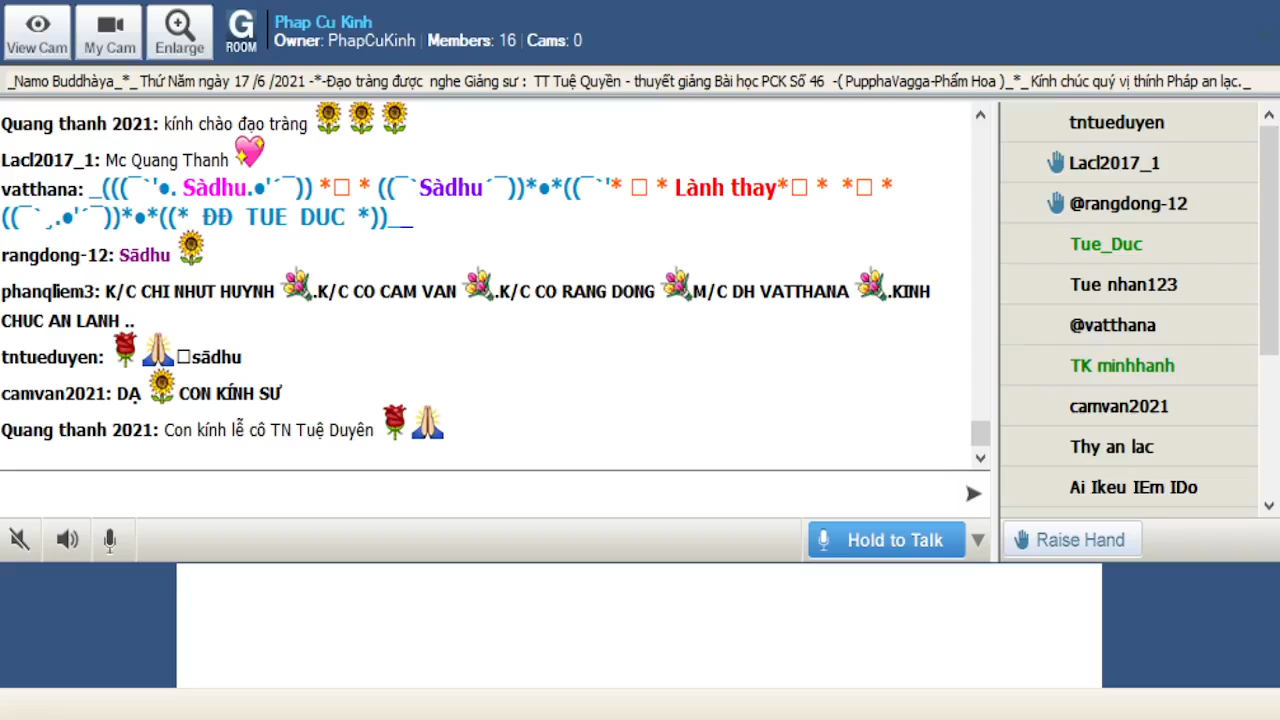 View Cam
My Cam
Enlarge
G
ROOM
Phap Cu Kinh
Owner: PhapCuKinh | Members: 16 | Cams: 0
_Namo Buddhàya_*_ Thứ Năm ngày 17 /6 /2021 -*-Đạo tràng được nghe Giảng sư : TT Tuệ Quyền - thuyết giảng Bài học PCK Số 46 -( PupphaVagga-Phẩm Hoa )_*_ Kính chúc quý vị thính Pháp an lạc._
Quang thanh 2021: kính chào đạo tràng 🌻🌻🌻
Lacl2017_1: Mc Quang Thanh 💖
vatthana: _(((¯`'●. Sàdhu.●'´¯)) *□ * ((¯`Sàdhu´¯))*●*((¯`'* □ * Lành thay*□ * *□ *
((¯`¸.●'´¯))*●*((* ĐĐ TUE DUC *))__
rangdong-12: Sādhu 🌻
phanqliem3: K/C CHI NHUT HUYNH 💐.K/C CO CAM VAN 💐.K/C CO RANG DONG 💐M/C DH VATTHANA 💐.KINH
CHUC AN LANH ..
tntueduyen: 🌹🙏□sādhu
camvan2021: DẠ 🌻 CON KÍNH SƯ
Quang thanh 2021: Con kính lễ cô TN Tuệ Duyên 🌹🙏
Hold to Talk
tntueduyen
Lacl2017_1
@rangdong-12
Tue_Duc
Tue nhan123
@vatthana
TK minhhanh
camvan2021
Thy an lac
Ai Ikeu IEm IDo
Raise Hand